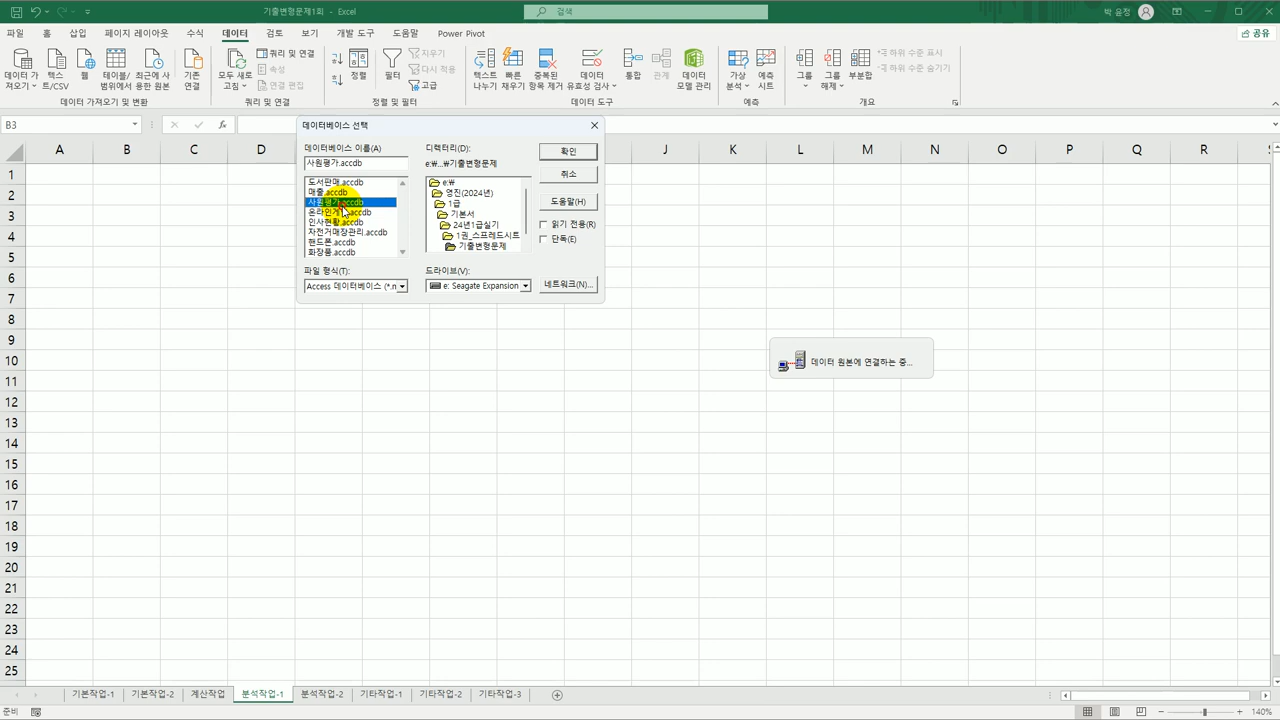 기출변형문제1회 - Excel
검색
박 윤정
파일 홈 삽입 페이지 레이아웃 수식 데이터 검토 보기 개발 도구 도움말 Power Pivot
공유
데이터 가져오기
텍스트/CSV
웹
테이블/범위에서
최근에 사용한 원본
기존 연결
모두 새로 고침
쿼리 및 연결
속성
연결 편집
정렬
필터
지우기
다시 적용
고급
텍스트 나누기
빠른 채우기
중복된 항목 제거
데이터 유효성 검사
통합
관계
데이터 모델 관리
가상 분석
예측 시트
그룹
그룹 해제
부분합
하위 수준 표시
하위 수준 숨기기
데이터 가져오기 및 변환 쿼리 및 연결 정렬 및 필터 데이터 도구 예측 개요
B3
fx
데이터베이스 선택
데이터베이스 이름(A)
사원평가.accdb
도서판매.accdb
매출.accdb
사원평가.accdb
인사현황.accdb
자전거매장관리.accdb
핸드폰.accdb
화장품.accdb
파일 형식(T):
Access 데이터베이스 (*.m
디렉터리(D):
e:₩...₩기출변형문제
e:₩
영진(2024년)
1급
기본서
24년1급실기
1권_스프레드시트
기출변형문제
드라이브(V):
e: Seagate Expansion
확인
취소
도움말(H)
읽기 전용(R)
단독(E)
네트워크(N)...
데이터 원본에 연결하는 중...
A B C D J K L M N O P Q R
1
2
3
4
5
6
7
8
9
10
11
12
13
14
15
16
17
18
19
20
21
22
23
24
25
기본작업-1 기본작업-2 계산작업 분석작업-1 분석작업-2 기타작업-1 기타작업-2 기타작업-3
준비
140%